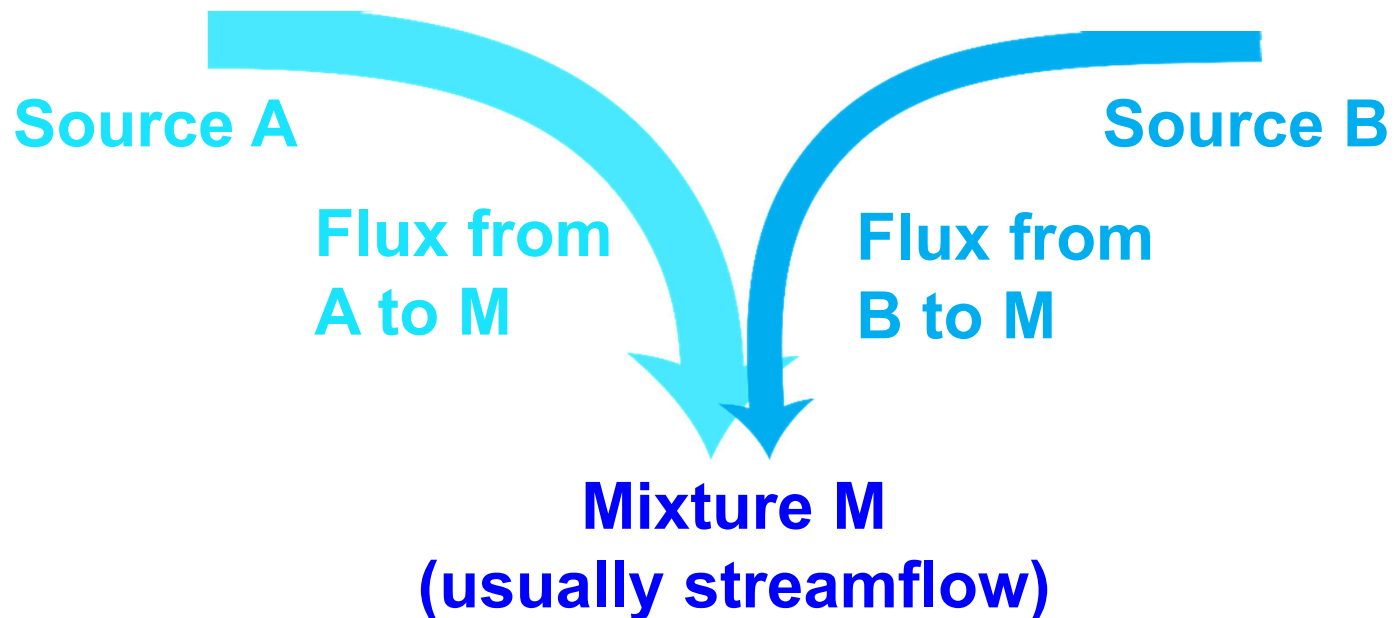 Source A
Source B
Flux from
A to M
Flux from
B to M
Mixture M
(usually streamflow)